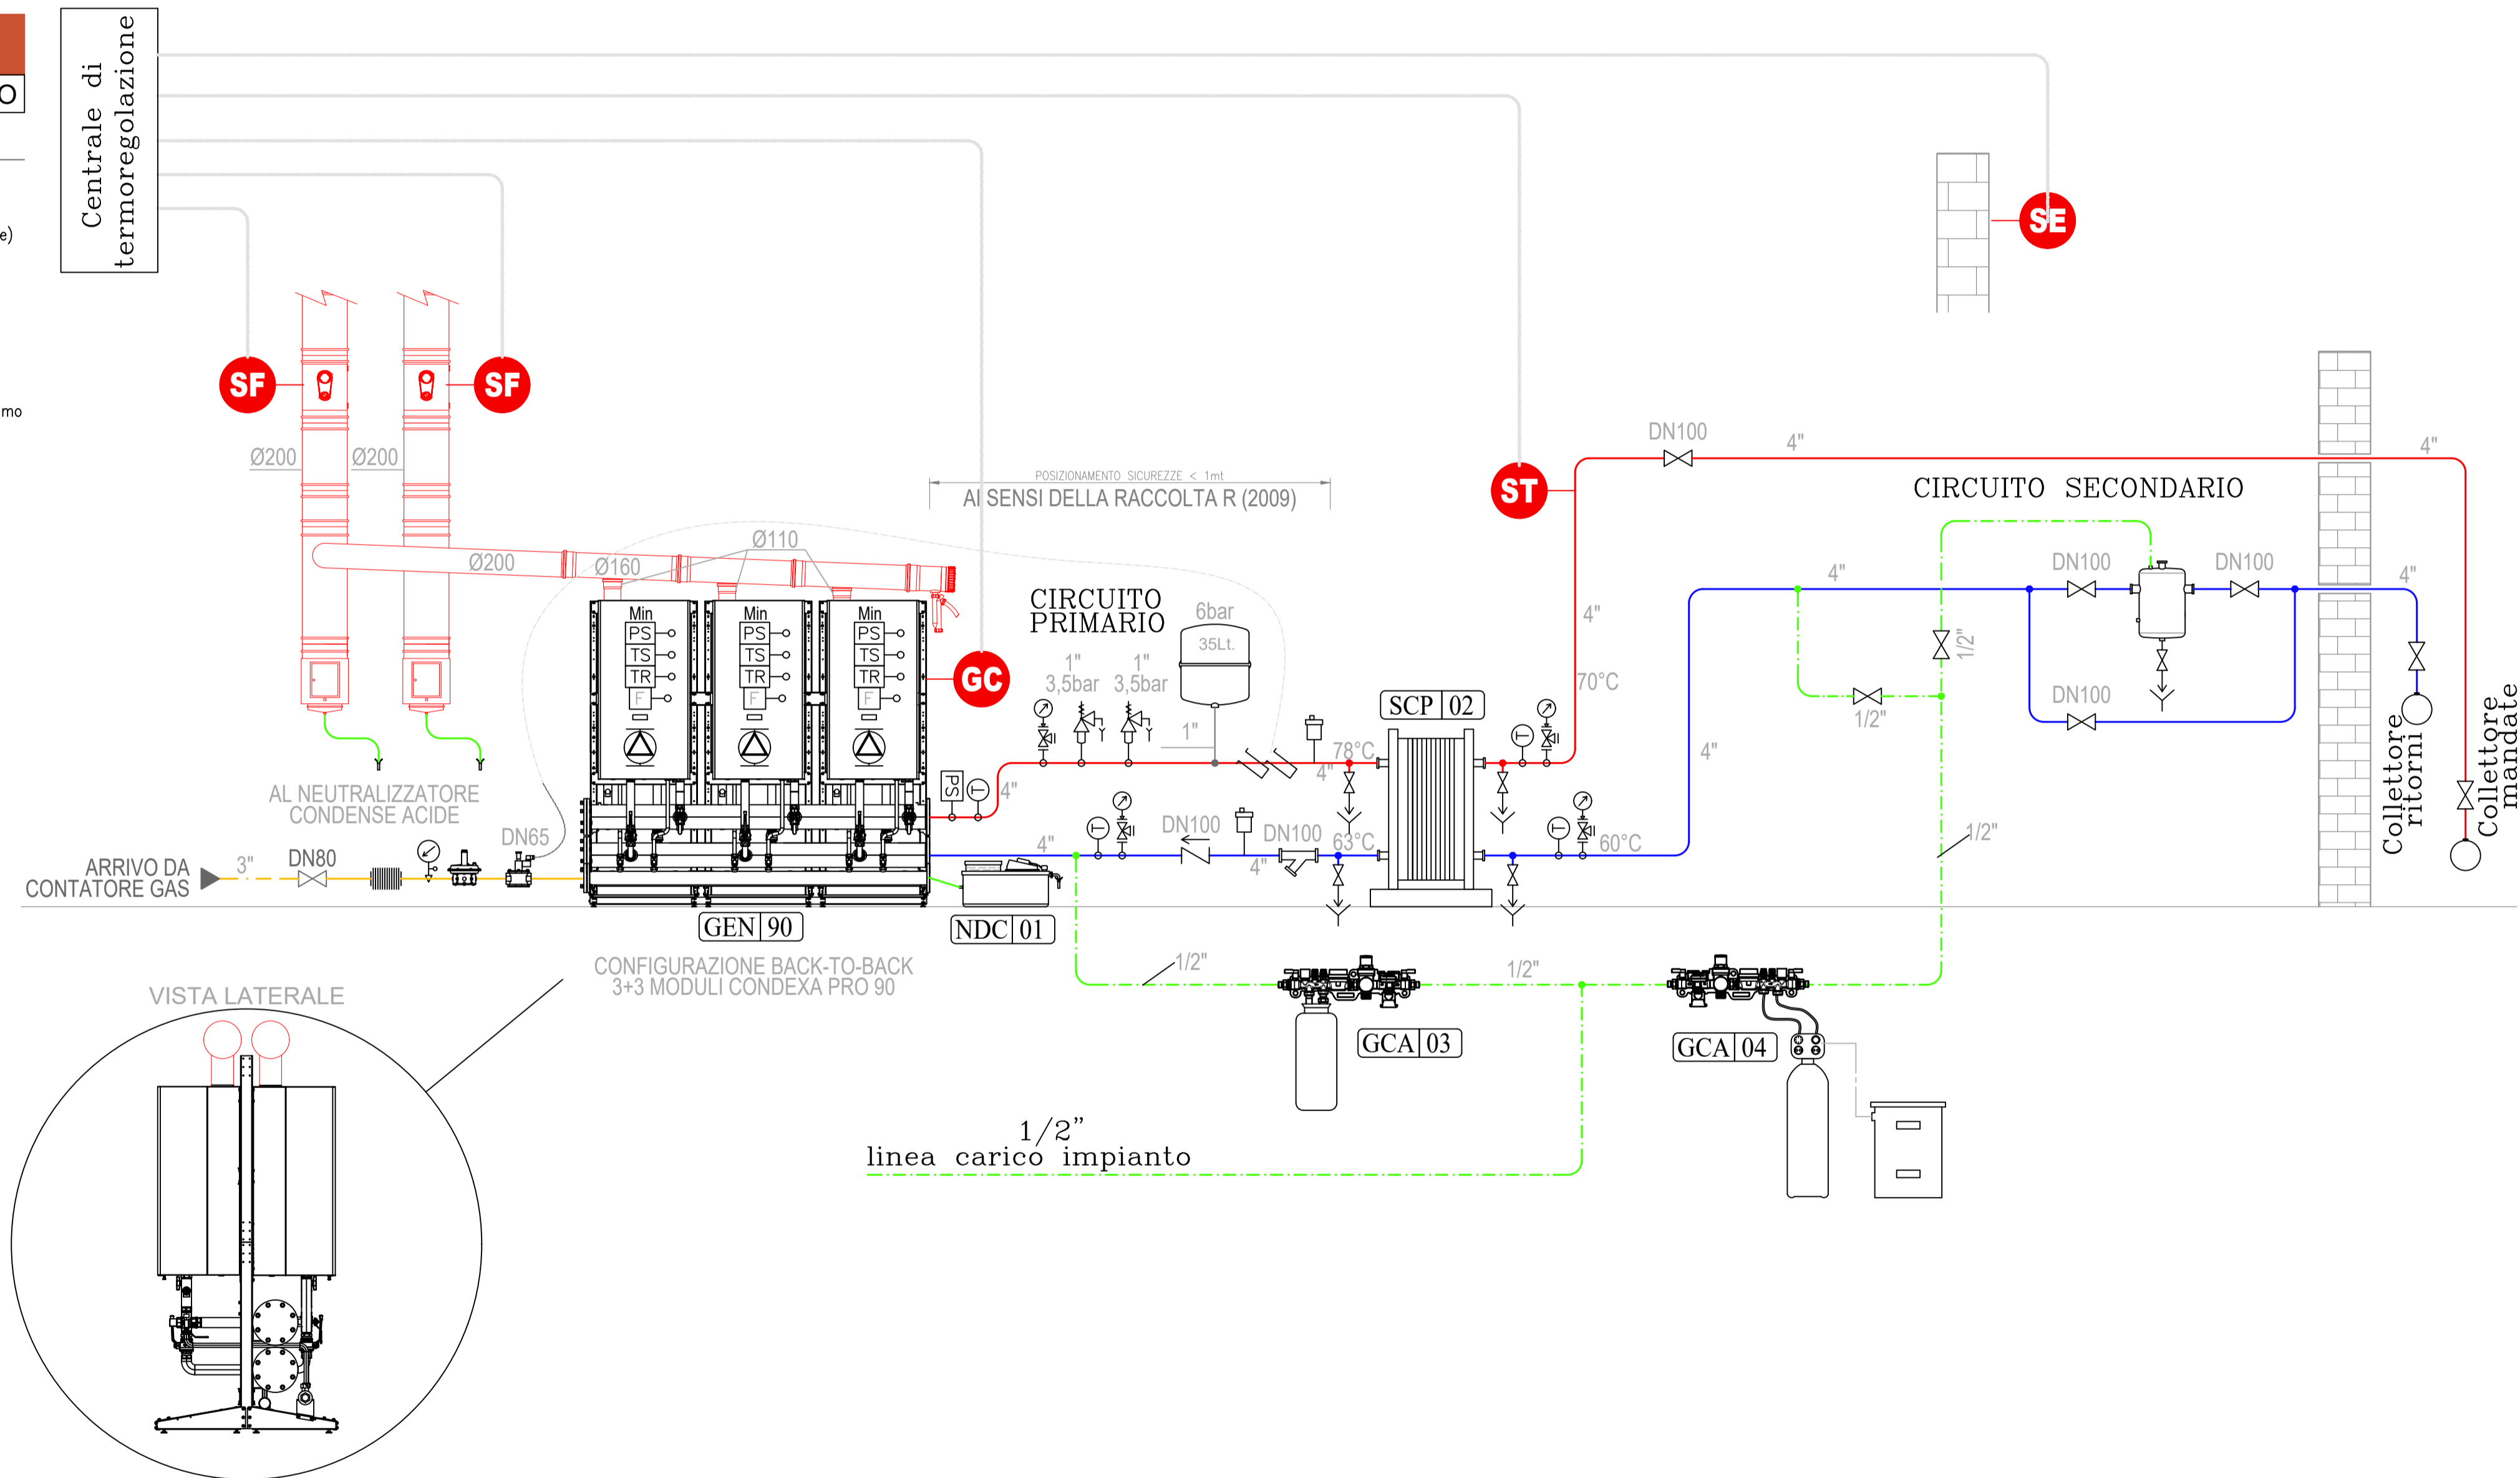 O
e)
mo
Centrale di
termoregolazione
SE
SF
SF
Ø200
Ø200
POSIZIONAMENTO SICUREZZE < 1mt
AI SENSI DELLA RACCOLTA R (2009)
ST
DN100
4"
4"
CIRCUITO SECONDARIO
Ø200
Ø160
Ø110
CIRCUITO
PRIMARIO
6bar
35Lt.
4"
4"
DN100
DN100
4"
Min
PS
TS
TR
F
Min
PS
TS
TR
F
Min
PS
TS
TR
F
GC
1"
3,5bar
1"
3,5bar
1"
70°C
SCP 02
1/2"
1/2"
DN100
Collettore
ritorni
Collettore
mandate
AL NEUTRALIZZATORE
CONDENSE ACIDE
PS
T
4"
78°C
4"
T
4"
DN65
4"
T
DN100
DN100
4"
63°C
T
60°C
1/2"
ARRIVO DA
CONTATORE GAS
3"
DN80
GEN 90
NDC 01
CONFIGURAZIONE BACK-TO-BACK
3+3 MODULI CONDEXA PRO 90
1/2"
1/2"
VISTA LATERALE
GCA 03
GCA 04
1/2"
linea carico impianto